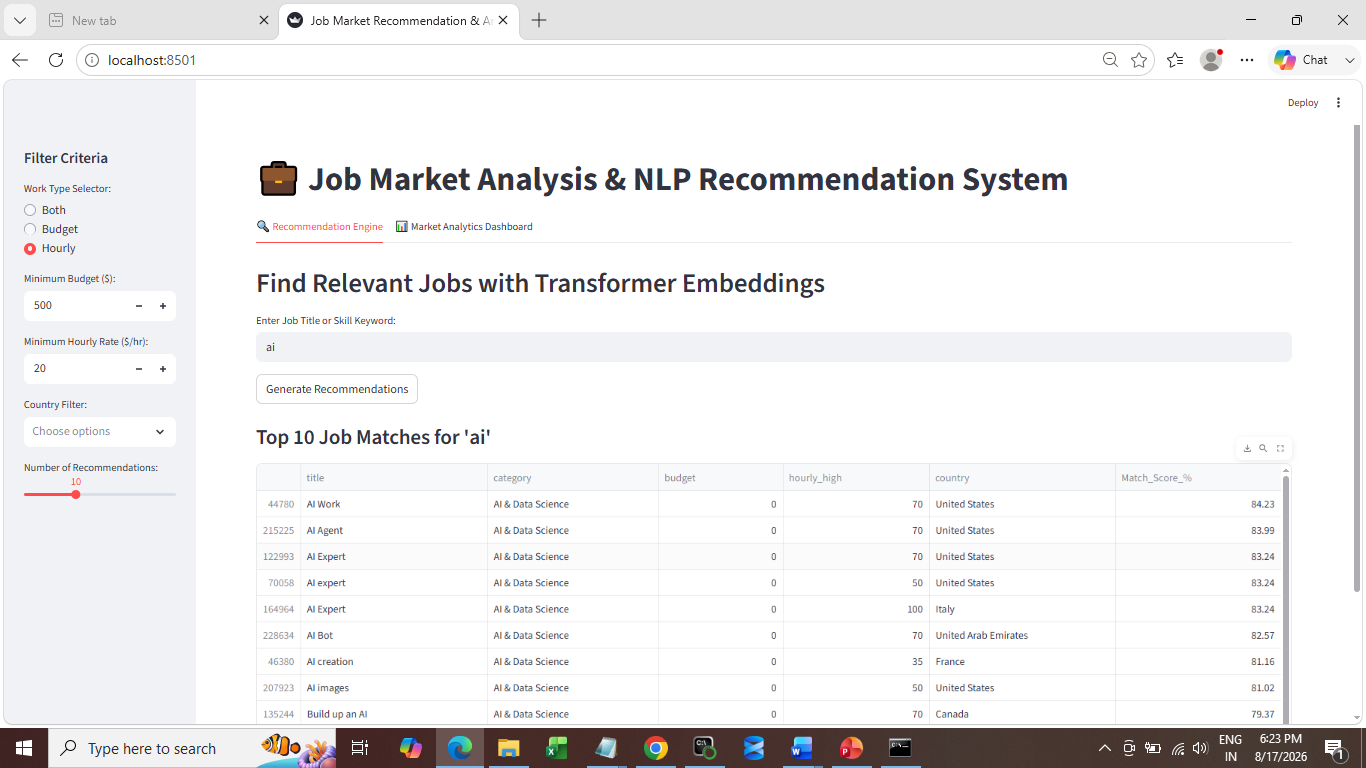 New tab
Job Market Recommendation & An
localhost:8501
Chat
Deploy
Filter Criteria
Work Type Selector:
Both
Budget
Hourly
Minimum Budget ($):
500
Minimum Hourly Rate ($/hr):
20
Country Filter:
Choose options
Number of Recommendations:
10
Job Market Analysis & NLP Recommendation System
Recommendation Engine Market Analytics Dashboard
Find Relevant Jobs with Transformer Embeddings
Enter Job Title or Skill Keyword:
ai
Generate Recommendations
Top 10 Job Matches for 'ai'
title category budget hourly_high country Match_Score_%
44780 AI Work AI & Data Science 0 70 United States 84.23
215225 AI Agent AI & Data Science 0 70 United States 83.99
122993 AI Expert AI & Data Science 0 70 United States 83.24
70058 AI expert AI & Data Science 0 50 United States 83.24
164964 AI Expert AI & Data Science 0 100 Italy 83.24
228634 AI Bot AI & Data Science 0 70 United Arab Emirates 82.57
46380 AI creation AI & Data Science 0 35 France 81.16
207923 AI images AI & Data Science 0 50 United States 81.02
135244 Build up an AI AI & Data Science 0 70 Canada 79.37
Type here to search
ENG
IN
6:23 PM
8/17/2026
1